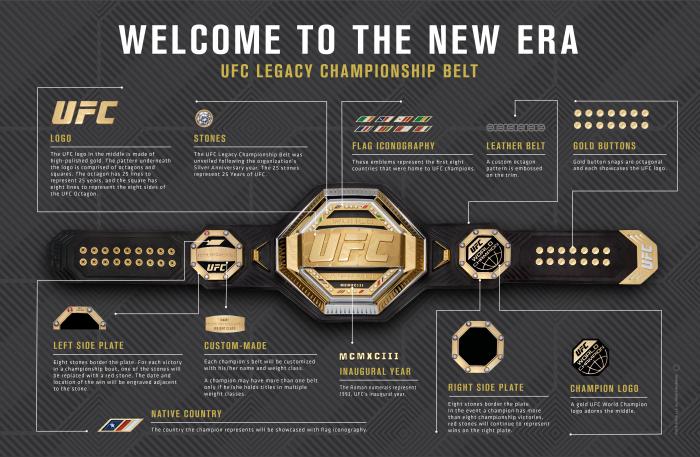 WELCOME TO THE NEW ERA
UFC LEGACY CHAMPIONSHIP BELT
UFC
LOGO
The UFC logo in the middle is made of
high-polished gold. The pattern underneath
the logo is comprised of octagons and
squares. The octagon has 25 lines to
represent 25 years, and the square has
eight lines to represent the eight sides of
the UFC Octagon.
STONES
The UFC Legacy Championship Belt was
unveiled following the organization's
Silver Anniversary year. The 25 stones
represent 25 Years of UFC.
FLAG ICONOGRAPHY
These emblems represent the first eight
countries that were home to UFC champions.
LEATHER BELT
A custom octagon
pattern is embossed
on the trim.
GOLD BUTTONS
Gold button snaps are octagonal
and each showcases the UFC logo.
UFC
UFC
MCMXCIII
UFC
WORLD
CHAMPION
UFC
LEFT SIDE PLATE
Eight stones border the plate. For each victory
in a championship bout, one of the stones will
be replaced with a red stone. The date and
location of the win will be engraved adjacent
to the stone.
NAME
WEIGHT CLASS
CUSTOM-MADE
Each champion's belt will be customized
with his/her name and weight class.
A champion may have more than one belt
only if he/she holds titles in multiple
weight classes.
MCMXCIII
INAUGURAL YEAR
The Roman numerals represent
1993, UFC's inaugural year.
RIGHT SIDE PLATE
Eight stones border the plate.
In the event a champion has more
than eight championship victories,
red stones will continue to represent
wins on the right plate.
UFC
WORLD
CHAMPION
CHAMPION LOGO
A gold UFC World Champion
logo adorns the middle.
NATIVE COUNTRY
The country the champion represents will be showcased with flag iconography.